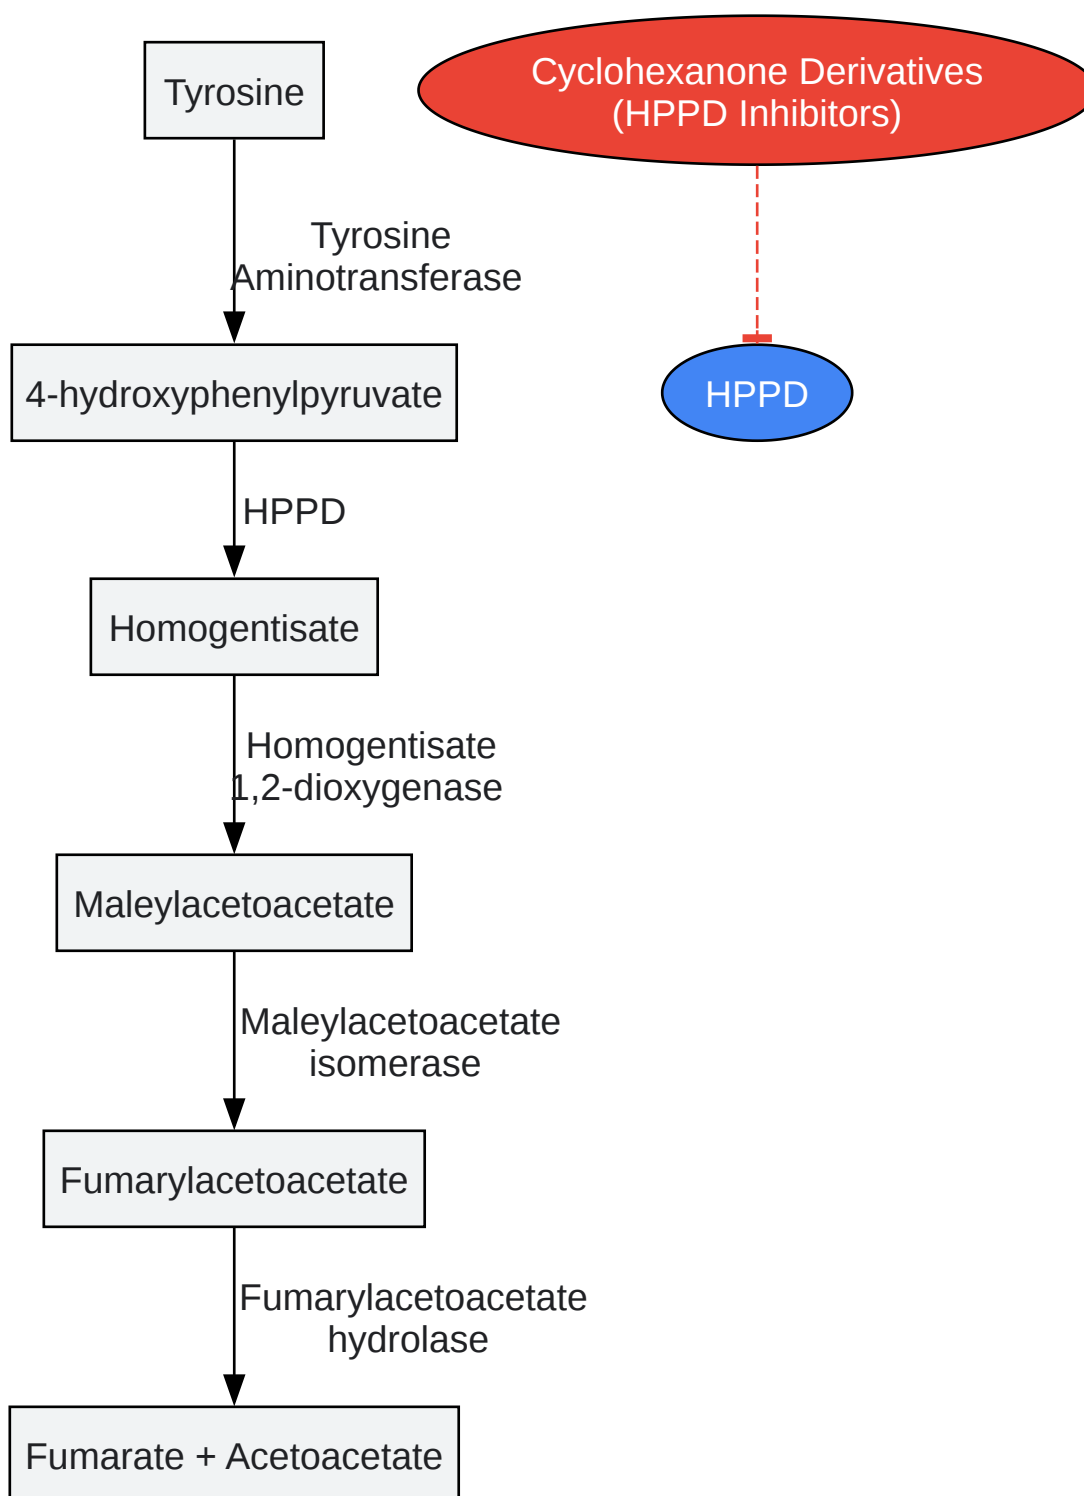 Tyrosine
Cyclohexanone Derivatives
(HPPD Inhibitors)
Tyrosine
Aminotransferase
4-hydroxyphenylpyruvate
HPPD
HPPD
Homogentisate
Homogentisate
1,2-dioxygenase
Maleylacetoacetate
Maleylacetoacetate
isomerase
Fumarylacetoacetate
Fumarylacetoacetate
hydrolase
Fumarate + Acetoacetate